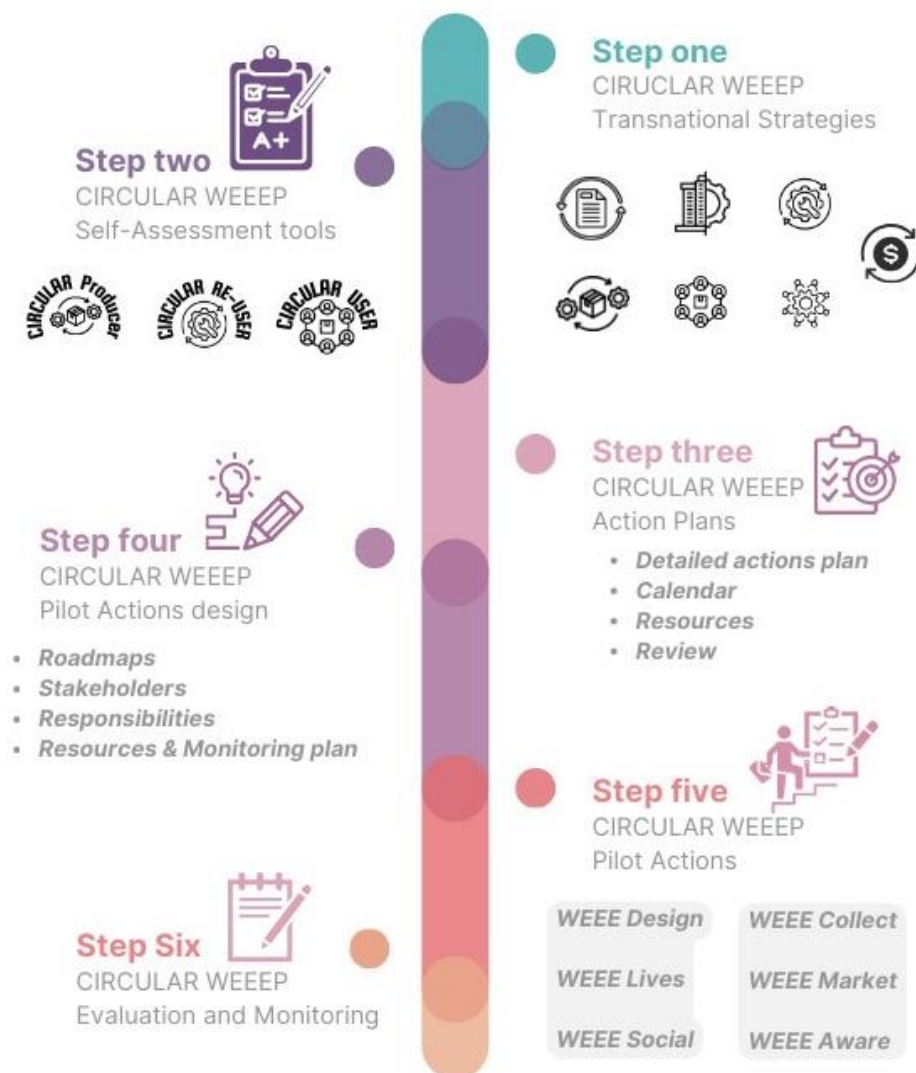 Step one
CIRUCLAR WEEEP
Transnational Strategies
$
A+
Step two
CIRCULAR WEEEP
Self-Assessment tools
CIRCULAR Producer
CIRCULAR RE-USER
CIRCULAR USER
Step three
CIRCULAR WEEEP
Action Plans
• Detailed actions plan
• Calendar
• Resources
• Review
Step four
CIRCULAR WEEEP
Pilot Actions design
• Roadmaps
• Stakeholders
• Responsibilities
• Resources & Monitoring plan
Step five
CIRCULAR WEEEP
Pilot Actions
WEEE Design
WEEE Collect
WEEE Lives
WEEE Market
WEEE Social
WEEE Aware
Step Six
CIRCULAR WEEEP
Evaluation and Monitoring